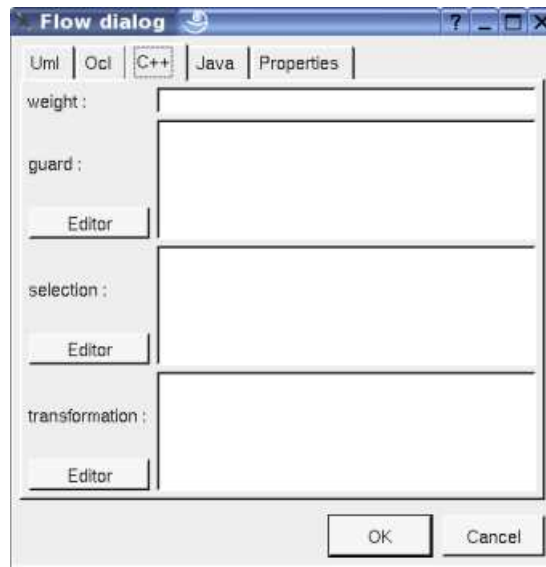 Flow dialog
Uml Ocl C++ Java Properties
weight :
guard :
Editor
selection :
Editor
transformation :
Editor
OK Cancel